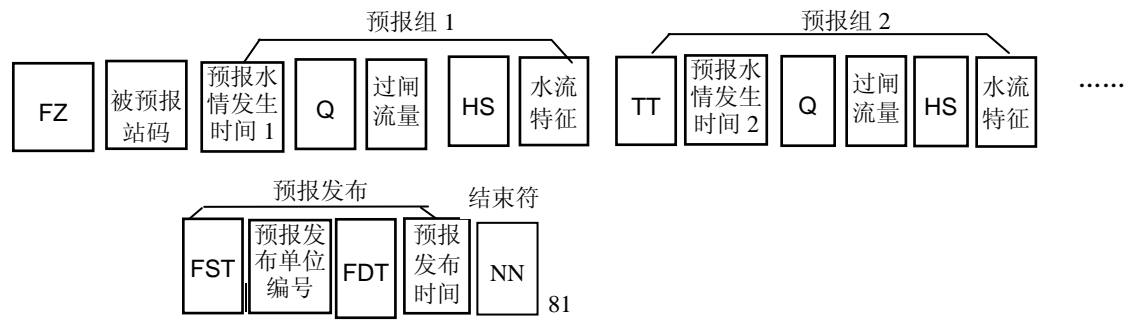 预报组 1
预报组 2
FZ
被预报
站码
预报水
情发生
时间 1
Q
过闸
流量
HS
水流
特征
TT
预报水
情发生
时间 2
Q
过闸
流量
HS
水流
特征
······
预报发布
结束符
FST
预报发
布单位
编号
FDT
预报
发布
时间
NN
81